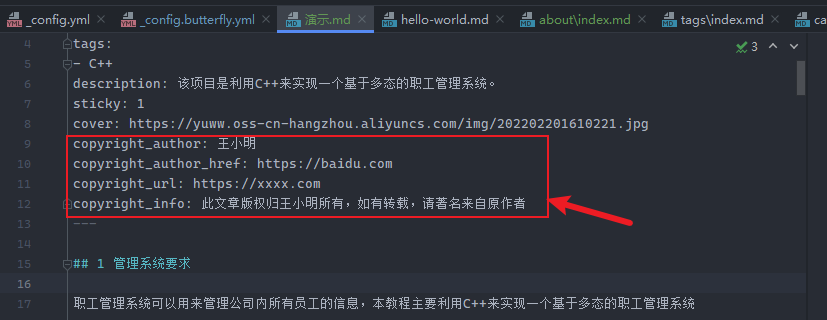 _config.yml _config.butterfly.yml 演示.md hello-world.md about\index.md tags\index.md ca
4 tags: 3
5 - C++
6 description: 该项目是利用C++来实现一个基于多态的职工管理系统。
7 sticky: 1
8 cover: https://yuww.oss-cn-hangzhou.aliyuncs.com/img/202202201610221.jpg
9 copyright_author: 王小明
10 copyright_author_href: https://baidu.com
11 copyright_url: https://xxxx.com
12 copyright_info: 此文章版权归王小明所有,如有转载,请著名来自原作者
13 ---
14
15 ## 1 管理系统要求
16
17 职工管理系统可以用来管理公司内所有员工的信息,本教程主要利用C++来实现一个基于多态的职工管理系统